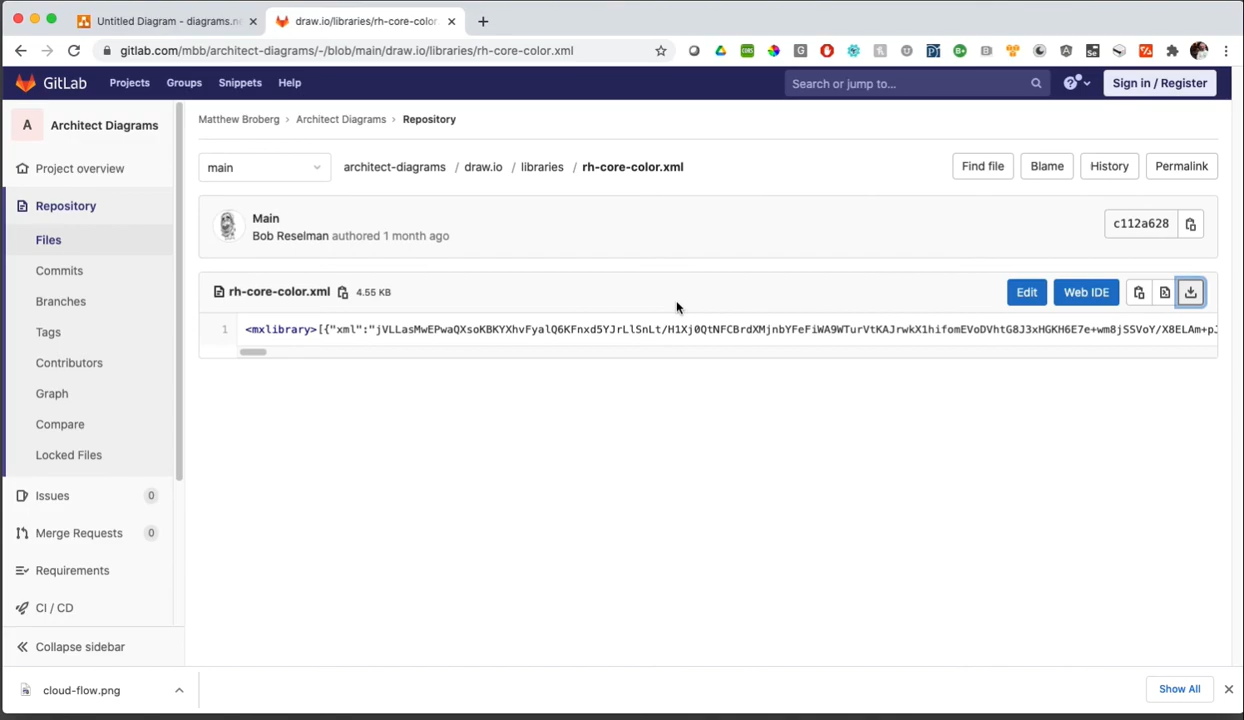 Untitled Diagram - diagrams.ne
draw.io/libraries/rh-core-color.
gitlab.com/mbb/architect-diagrams/-/blob/main/draw.io/libraries/rh-core-color.xml
GitLab
Projects
Groups
Snippets
Help
Search or jump to...
Sign in / Register
A
Architect Diagrams
Matthew Broberg › Architect Diagrams › Repository
Project overview
main
architect-diagrams / draw.io / libraries / rh-core-color.xml
Find file
Blame
History
Permalink
Repository
Main
Bob Reselman authored 1 month ago
c112a628
Files
Commits
Branches
Tags
Contributors
Graph
Compare
Locked Files
rh-core-color.xml
4.55 KB
Edit
Web IDE
1
<mxlibrary>[{"xml":"jVLLasMwEPwaQXsoKBKYXhvFyalQ6KFnxd5YJrLlSnLt/H1Xj0QtNFCBrdXMjnbYFeFiWA9WTurVtKAJrwkX1hifomEVoDVhtG8J3xHGKH6E7e+wm8jSSVoY/X8ELAm+pJ
Issues 0
Merge Requests 0
Requirements
CI / CD
Collapse sidebar
cloud-flow.png
Show All